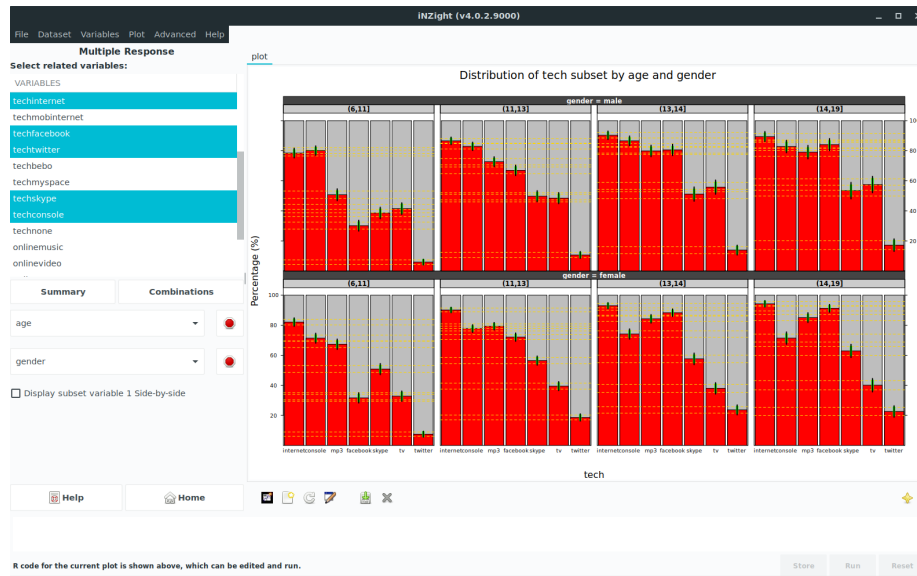 iNZight (v4.0.2.9000)
File Dataset Variables Plot Advanced Help
Multiple Response
Select related variables:
VARIABLES
techinternet
techmobinternet
techfacebook
techtwitter
techbebo
techmyspace
techskype
techconsole
technone
onlinemusic
onlinevideo
Summary Combinations
age
gender
Display subset variable 1 Side-by-side
Help Home
plot
Distribution of tech subset by age and gender
gender = male
(6,11] (11,13] (13,14] (14,19]
100
80
60
40
20
Percentage (%)
gender = female
(6,11] (11,13] (13,14] (14,19]
100
80
60
40
20
internet console mp3 facebook skype tv twitter internet console mp3 facebook skype tv twitter internet console mp3 facebook skype tv twitter internet console mp3 facebook skype tv twitter
tech
R code for the current plot is shown above, which can be edited and run.
Store Run Reset